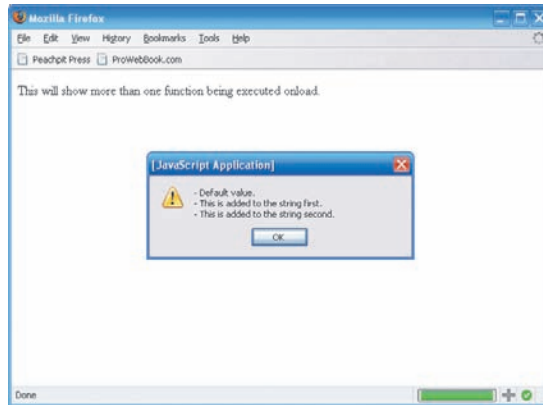 Mozilla Firefox
File Edit View History Bookmarks Tools Help
Peachpit Press ProWebBook.com
This will show more than one function being executed onload.
[JavaScript Application]
- Default value.
- This is added to the string first.
- This is added to the string second.
OK
Done